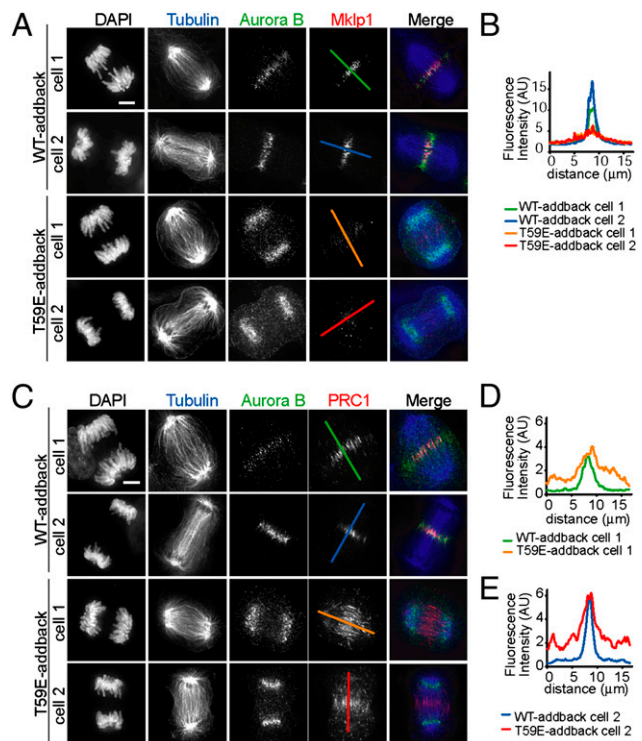 A
DAPI Tubulin Aurora B Mklp1 Merge
WT-addback
cell 1
cell 2
T59E-addback
cell 1
cell 2
B
Fluorescence
Intensity (AU)
15
10
5
0
0 5 10 15
distance (μm)
WT-addback cell 1
WT-addback cell 2
T59E-addback cell 1
T59E-addback cell 2
C
DAPI Tubulin Aurora B PRC1 Merge
WT-addback
cell 1
cell 2
T59E-addback
cell 1
cell 2
D
Fluorescence
Intensity (AU)
6
4
2
0
0 5 10 15
distance (μm)
WT-addback cell 1
T59E-addback cell 1
E
Fluorescence
Intensity (AU)
6
4
2
0
0 5 10 15
distance (μm)
WT-addback cell 2
T59E-addback cell 2